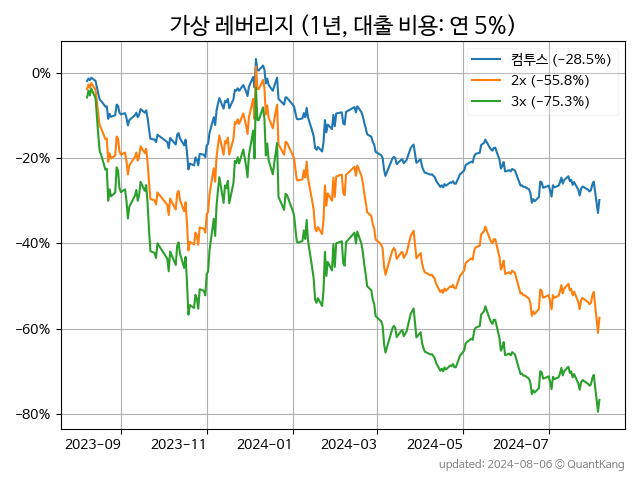 가상 레버리지 (1년, 대출 비용: 연 5%)
컴투스 (−28.5%)
2x (−55.8%)
3x (−75.3%)
0%
−20%
−40%
−60%
−80%
2023-09 2023-11 2024-01 2024-03 2024-05 2024-07
updated: 2024-08-06 © QuantKang